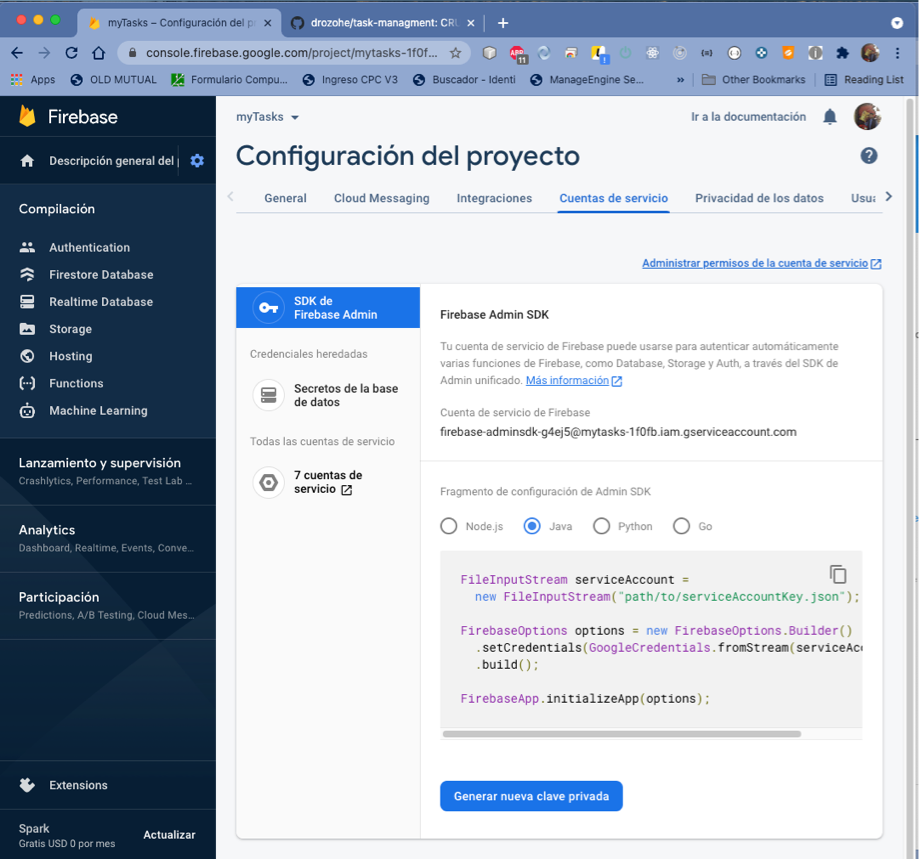 myTasks – Configuración del p
drozohe/task-managment: CRU
console.firebase.google.com/project/mytasks-1f0f...
ABP
11
1
Apps
OLD MUTUAL
Formulario Compu...
Ingreso CPC V3
Buscador - Identi
ManageEngine Se...
»
Other Bookmarks
Reading List
Firebase
Descripción general del
Compilación
Authentication
Firestore Database
Realtime Database
Storage
Hosting
Functions
Machine Learning
Lanzamiento y supervisión
Crashlytics, Performance, Test Lab ...
Analytics
Dashboard, Realtime, Events, Conve...
Participación
Predictions, A/B Testing, Cloud Mes...
Extensions
Spark
Gratis USD 0 por mes
Actualizar
myTasks
Ir a la documentación
Configuración del proyecto
General
Cloud Messaging
Integraciones
Cuentas de servicio
Privacidad de los datos
Usua
Administrar permisos de la cuenta de servicio
SDK de
Firebase Admin
Credenciales heredadas
Secretos de la base
de datos
Todas las cuentas de servicio
7 cuentas de
servicio
Firebase Admin SDK
Tu cuenta de servicio de Firebase puede usarse para autenticar automáticamente
varias funciones de Firebase, como Database, Storage y Auth, a través del SDK de
Admin unificado. Más información
Cuenta de servicio de Firebase
firebase-adminsdk-g4ej5@mytasks-1f0fb.iam.gserviceaccount.com
Fragmento de configuración de Admin SDK
Node.js
Java
Python
Go
FileInputStream serviceAccount =
new FileInputStream("path/to/serviceAccountKey.json");
FirebaseOptions options = new FirebaseOptions.Builder()
.setCredentials(GoogleCredentials.fromStream(serviceAcc
.build();
FirebaseApp.initializeApp(options);
Generar nueva clave privada